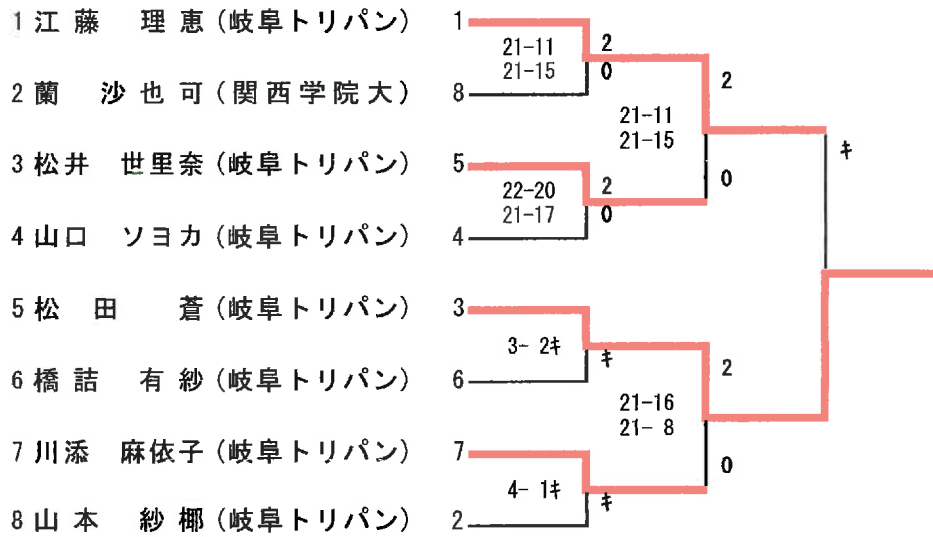 1 江藤 理恵 (岐阜トリパン) 1
21-11 2
21-15 0
2 蘭 沙也可 (関西学院大) 8
2
21-11
21-15
3 松井 世里奈 (岐阜トリパン) 5
キ
22-20 2
21-17 0
0
4 山口 ソヨカ (岐阜トリパン) 4
5 松田 蒼 (岐阜トリパン) 3
3- 2キ キ
2
6 橋詰 有紗 (岐阜トリパン) 6
21-16
21- 8
7 川添 麻依子 (岐阜トリパン) 7
0
4- 1キ キ
8 山本 紗椰 (岐阜トリパン) 2